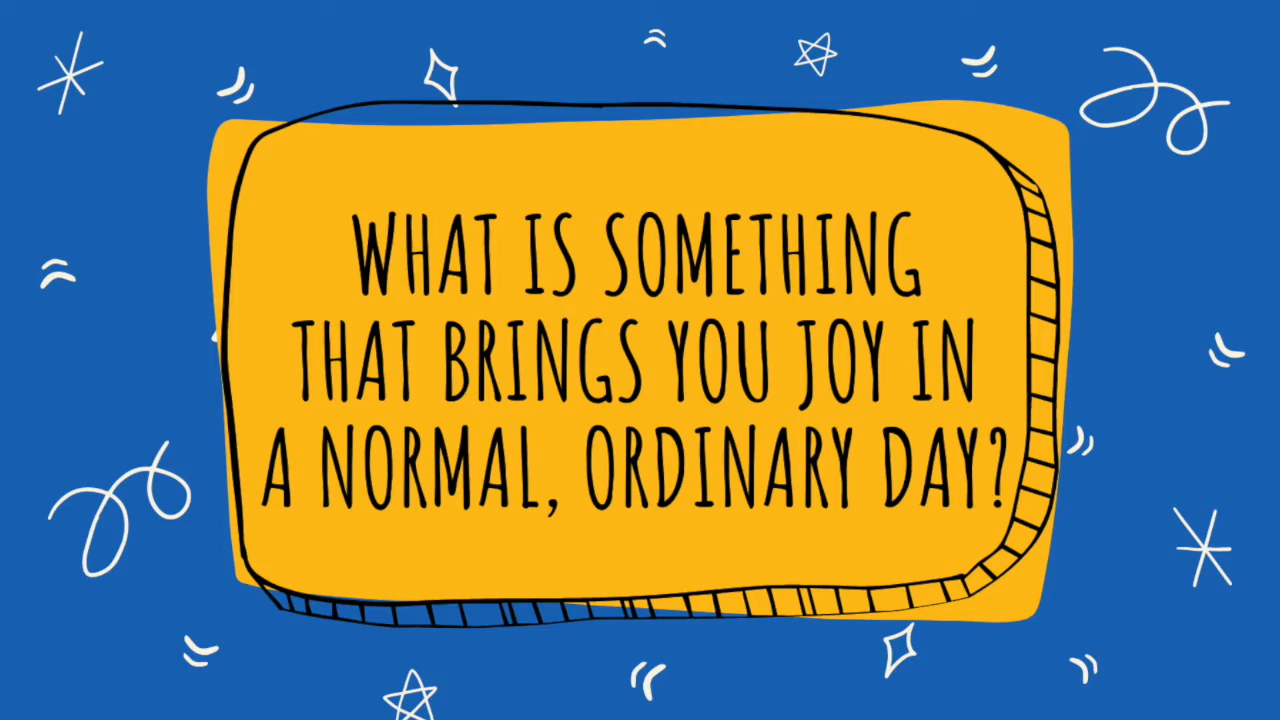 WHAT IS SOMETHING
THAT BRINGS YOU JOY IN
A NORMAL, ORDINARY DAY?